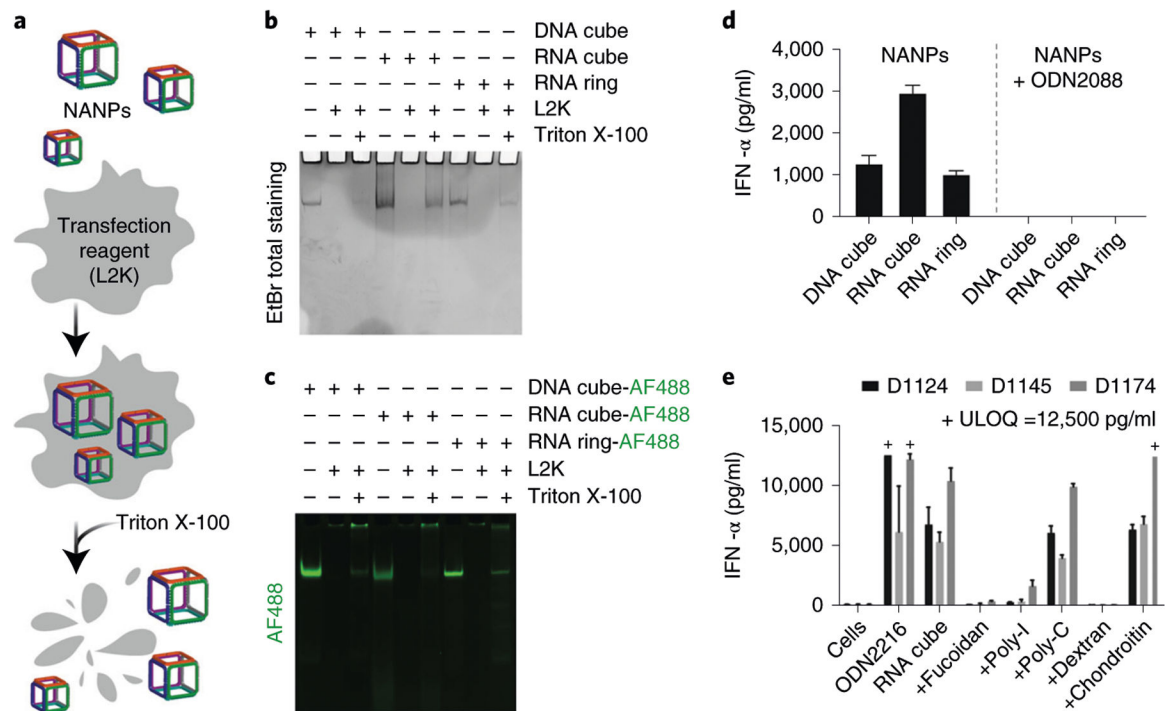 a
NANPs
Transfection
reagent
(L2K)
Triton X-100
b
+ + + − − − − − − DNA cube
− − − + + + − − − RNA cube
− − − − − − + + + RNA ring
− + + − + + − + + L2K
− − + − − + − − + Triton X-100
EtBr total staining
c
+ + + − − − − − − DNA cube-AF488
− − − + + + − − − RNA cube-AF488
− − − − − − + + + RNA ring-AF488
− + + − + + − + + L2K
− − + − − + − − + Triton X-100
AF488
d
IFN -α (pg/ml)
4,000
3,000
2,000
1,000
0
NANPs
NANPs
+ ODN2088
DNA cube
RNA cube
RNA ring
DNA cube
RNA cube
RNA ring
e
D1124 D1145 D1174
+ ULOQ =12,500 pg/ml
IFN -α (pg/ml)
15,000
10,000
5,000
0
+ + +
Cells
ODN2216
RNA cube
+Fucoidan
+Poly-I
+Poly-C
+Dextran
+Chondroitin